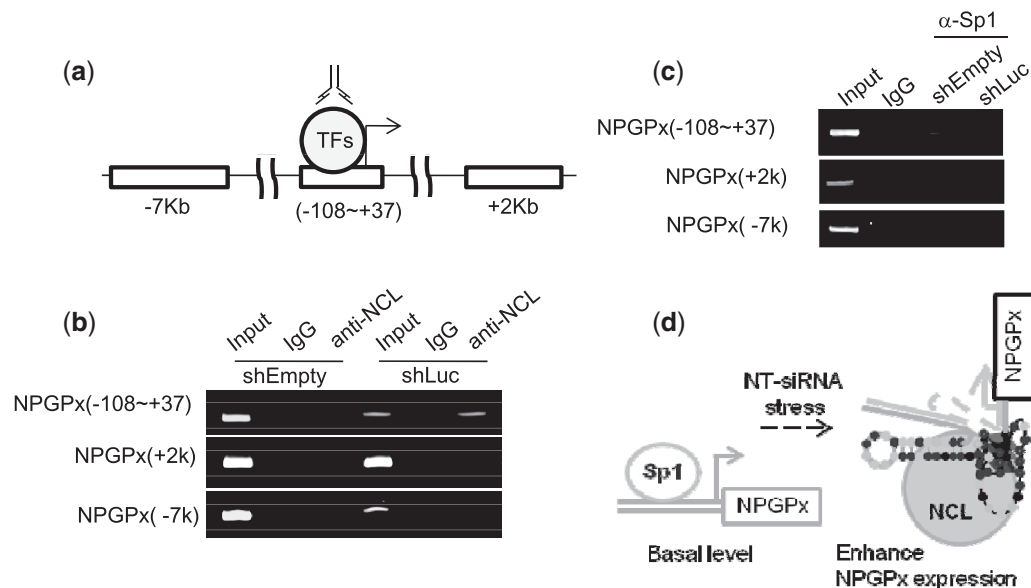 (a)
TFs
-7Kb
(-108~+37)
+2Kb
(b)
Input
IgG
anti-NCL
Input
IgG
anti-NCL
shEmpty
shLuc
NPGPx(-108~+37)
NPGPx(+2k)
NPGPx( -7k)
(c)
α-Sp1
Input
IgG
shEmpty
shLuc
NPGPx(-108~+37)
NPGPx(+2k)
NPGPx( -7k)
(d)
Sp1
NPGPx
Basal level
NT-siRNA
stress
NPGPx
NCL
Enhance
NPGPx expression